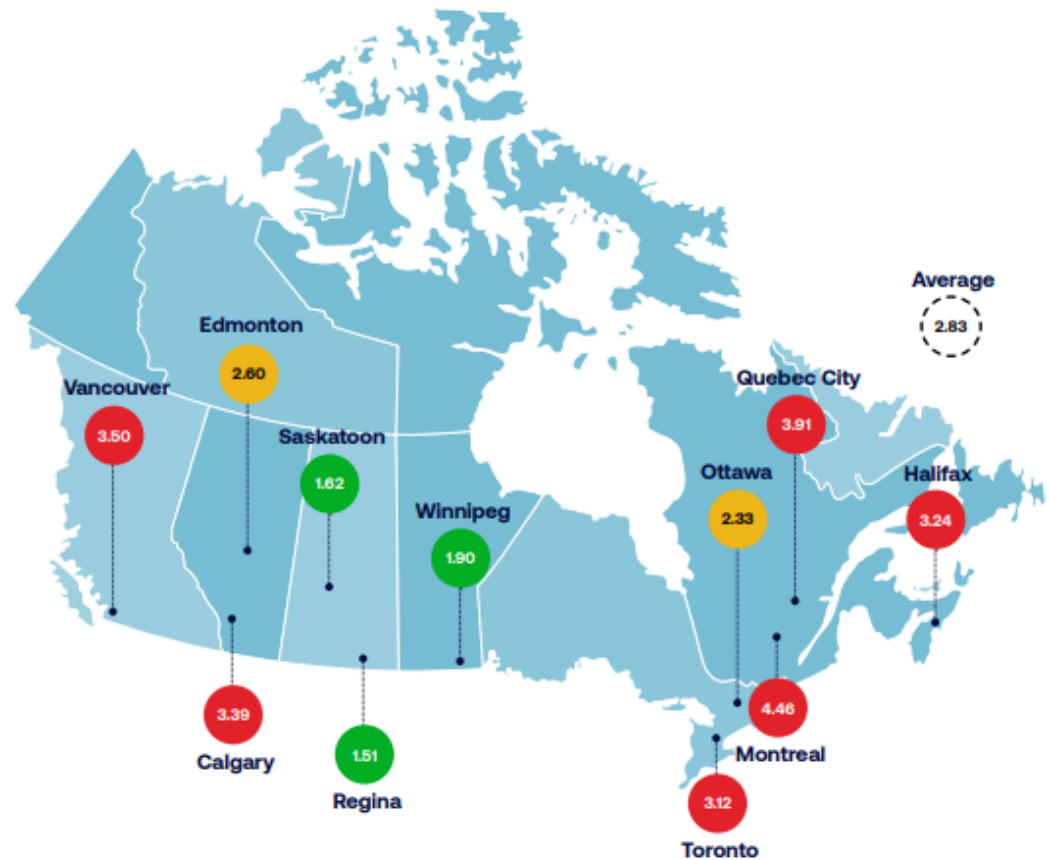 Average
2.83
Edmonton
2.60
Vancouver
3.50
Quebec City
3.91
Saskatoon
1.62
Ottawa
2.33
Halifax
3.24
Winnipeg
1.90
3.39
Calgary
4.46
Montreal
1.51
Regina
3.12
Toronto